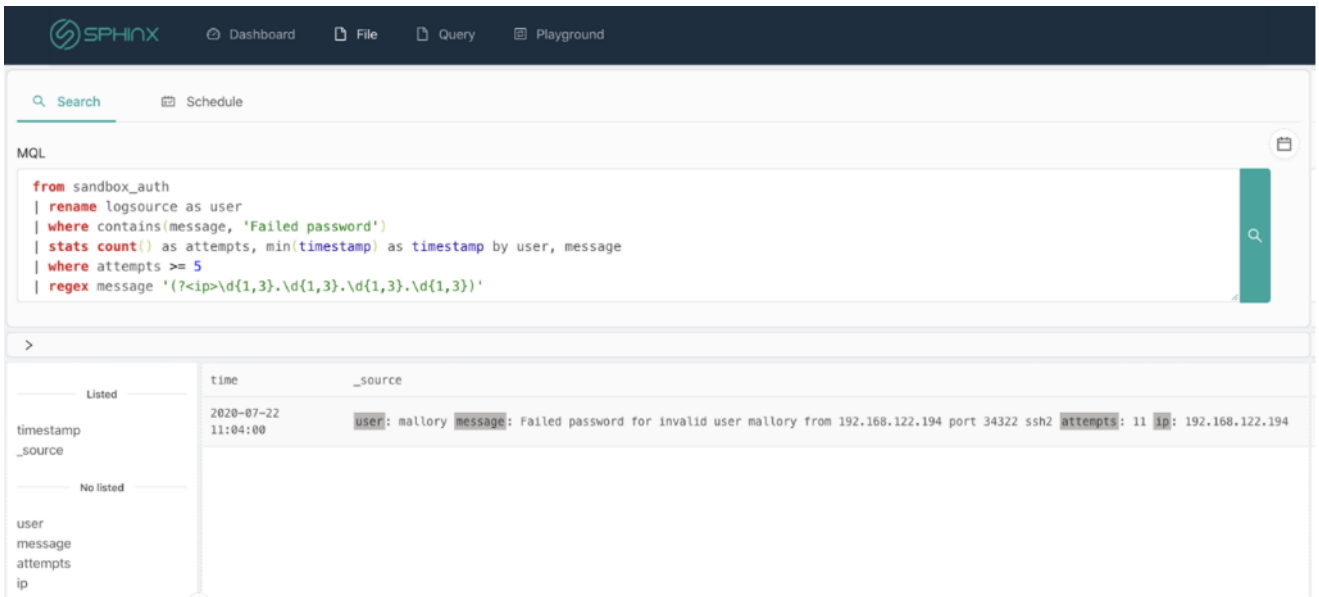 SPHINX Dashboard File Query Playground
Search Schedule
MQL
from sandbox_auth
| rename logsource as user
| where contains(message, 'Failed password')
| stats count() as attempts, min(timestamp) as timestamp by user, message
| where attempts >= 5
| regex message '(?<ip>\d{1,3}.\d{1,3}.\d{1,3}.\d{1,3})'
>
Listed
timestamp
_source
No listed
user
message
attempts
ip
time _source
2020-07-22
11:04:00
user: mallory message: Failed password for invalid user mallory from 192.168.122.194 port 34322 ssh2 attempts: 11 ip: 192.168.122.194